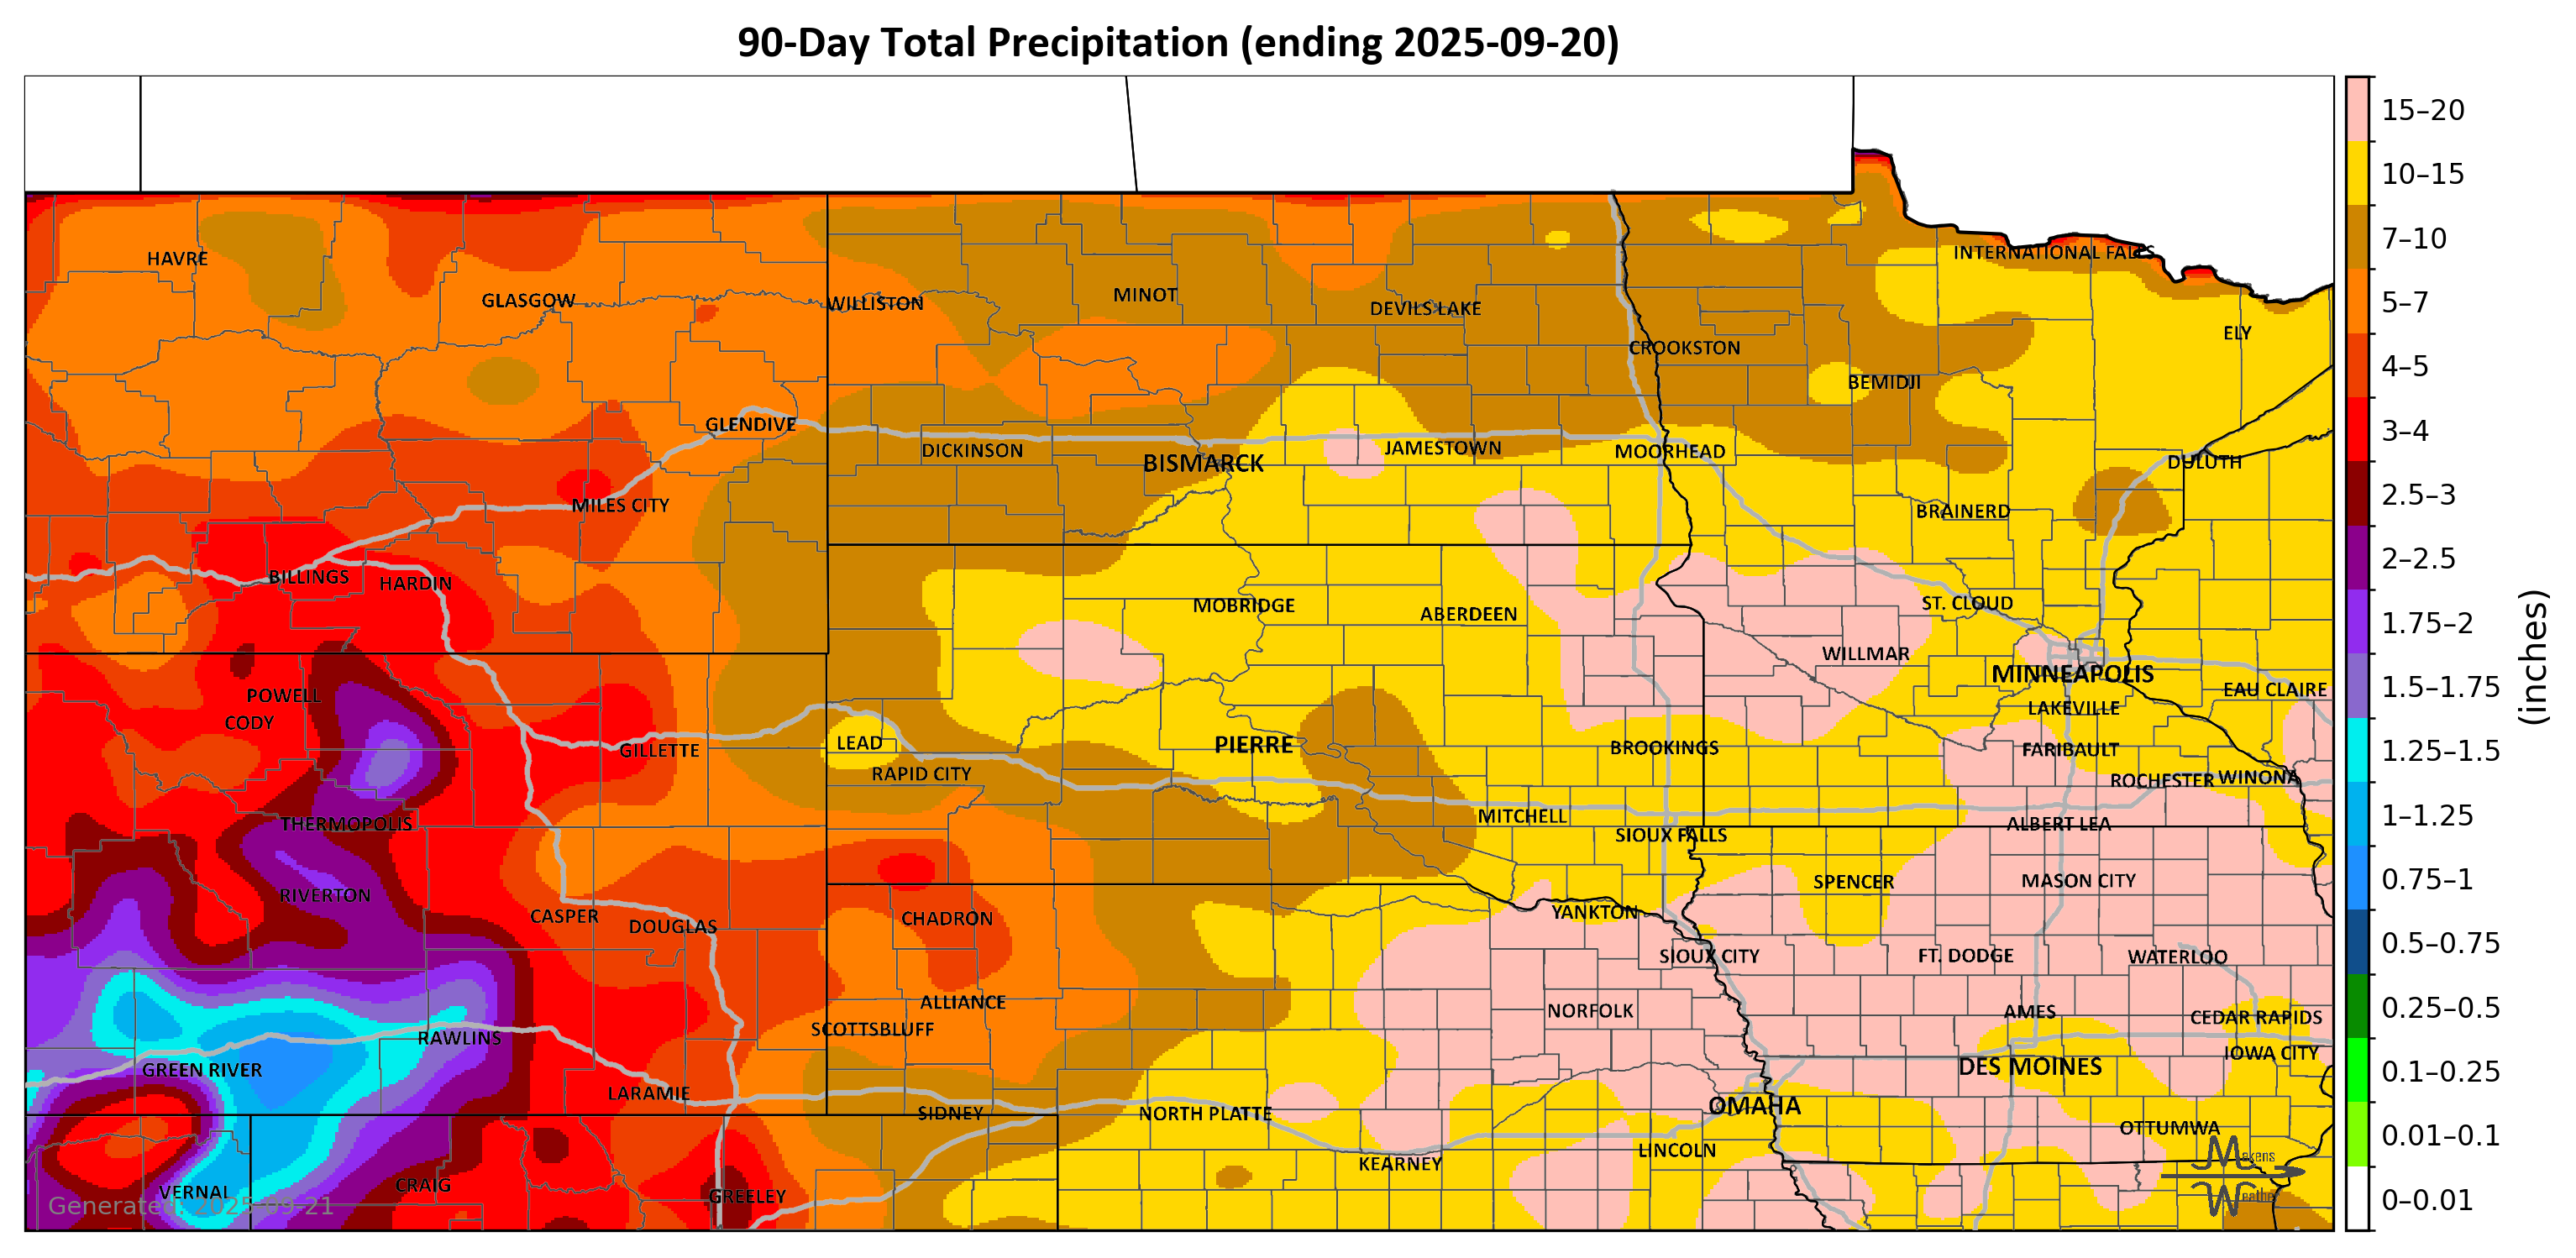 90-Day Total Precipitation (ending 2025-09-20)
15–20
10–15
7–10
5–7
4–5
3–4
2.5–3
2–2.5
1.75–2
1.5–1.75
1.25–1.5
1–1.25
0.75–1
0.5–0.75
0.25–0.5
0.1–0.25
0.01–0.1
0–0.01
(inches)
HAVRE
INTERNATIONAL FALLS
GLASGOW
WILLISTON
MINOT
DEVILS LAKE
ELY
CROOKSTON
BEMIDJI
GLENDIVE
DICKINSON
BISMARCK
JAMESTOWN
MOORHEAD
DULUTH
MILES CITY
BRAINERD
BILLINGS
HARDIN
MOBRIDGE
ABERDEEN
ST. CLOUD
WILLMAR
MINNEAPOLIS
POWELL
CODY
EAU CLAIRE
LAKEVILLE
GILLETTE
LEAD
RAPID CITY
PIERRE
BROOKINGS
FARIBAULT
ROCHESTER
WINONA
THERMOPOLIS
MITCHELL
SIOUX FALLS
ALBERT LEA
RIVERTON
SPENCER
MASON CITY
CASPER
DOUGLAS
CHADRON
YANKTON
SIOUX CITY
FT. DODGE
WATERLOO
ALLIANCE
NORFOLK
AMES
CEDAR RAPIDS
SCOTTSBLUFF
RAWLINS
GREEN RIVER
DES MOINES
IOWA CITY
LARAMIE
SIDNEY
NORTH PLATTE
OMAHA
OTTUMWA
KEARNEY
LINCOLN
VERNAL
CRAIG
GREELEY
Generated: 2025-09-21
Makens
Weather